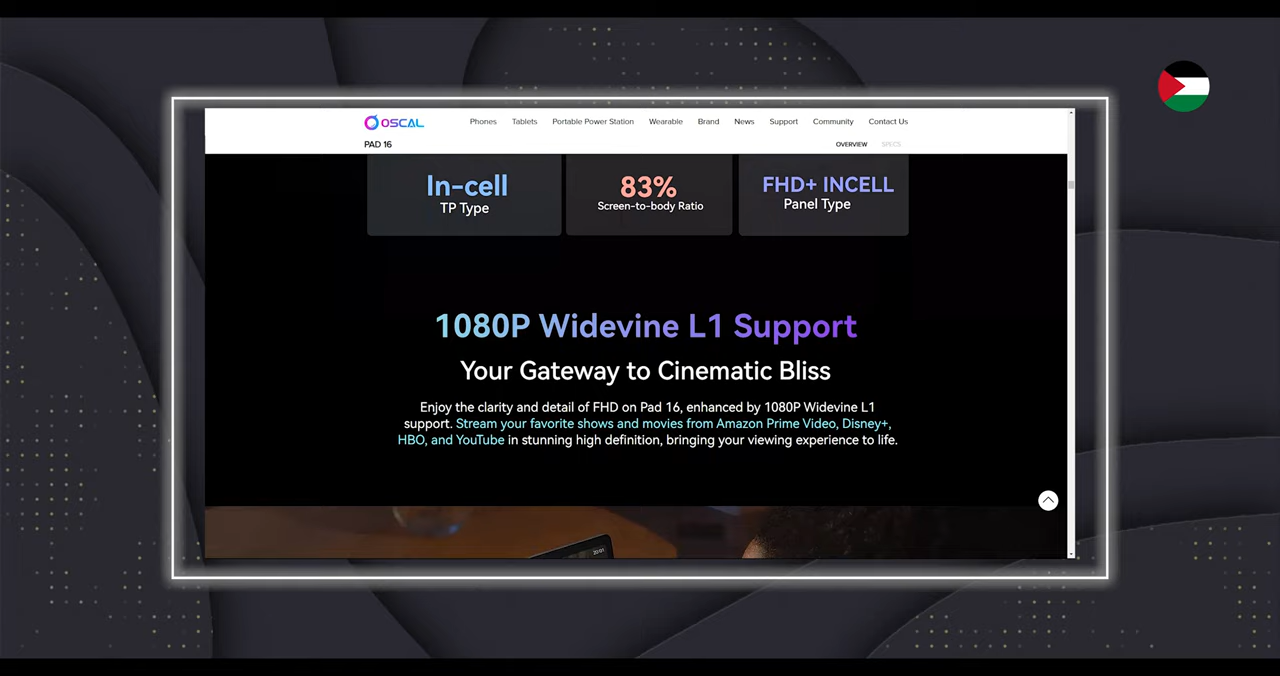 OSCAL
Phones Tablets Portable Power Station Wearable Brand News Support Community Contact Us
PAD 16
OVERVIEW SPECS
In-cell
TP Type
83%
Screen-to-body Ratio
FHD+ INCELL
Panel Type
1080P Widevine L1 Support
Your Gateway to Cinematic Bliss
Enjoy the clarity and detail of FHD on Pad 16, enhanced by 1080P Widevine L1
support. Stream your favorite shows and movies from Amazon Prime Video, Disney+,
HBO, and YouTube in stunning high definition, bringing your viewing experience to life.
20:01